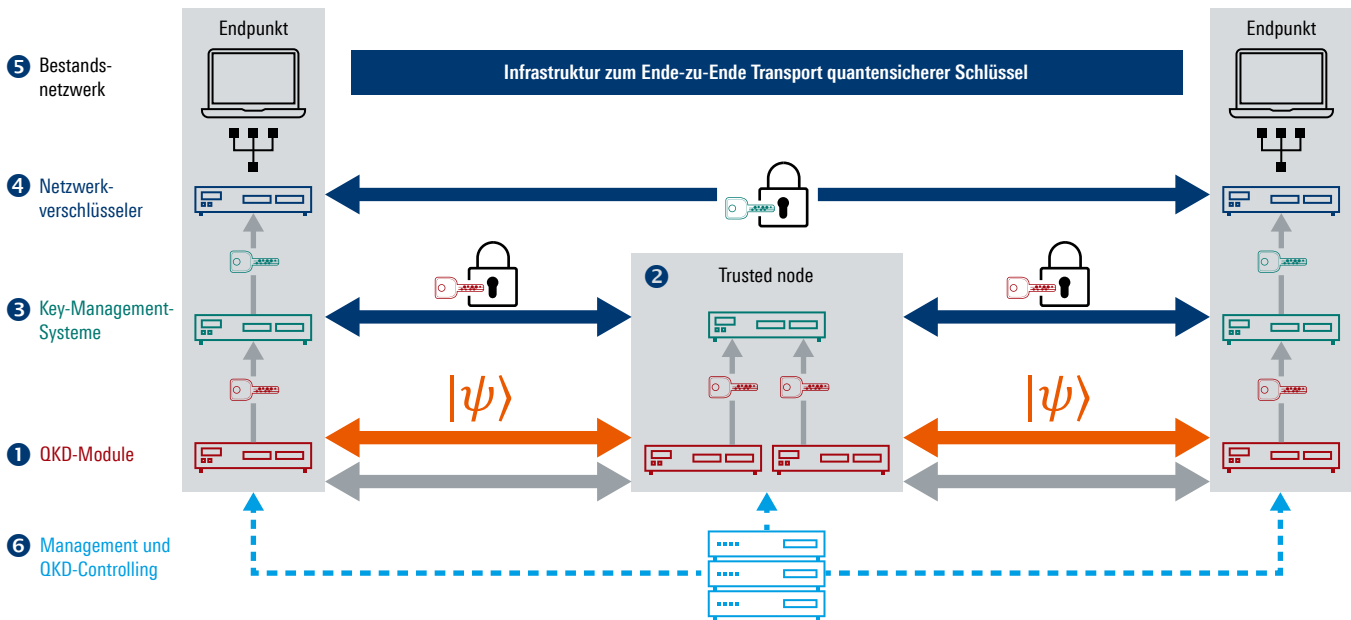 Endpunkt
Endpunkt
5 Bestands-
netzwerk
Infrastruktur zum Ende-zu-Ende Transport quantensicherer Schlüssel
4 Netzwerk-
verschlüsseler
2 Trusted node
3 Key-Management-
Systeme
|ψ⟩
|ψ⟩
1 QKD-Module
6 Management und
QKD-Controlling